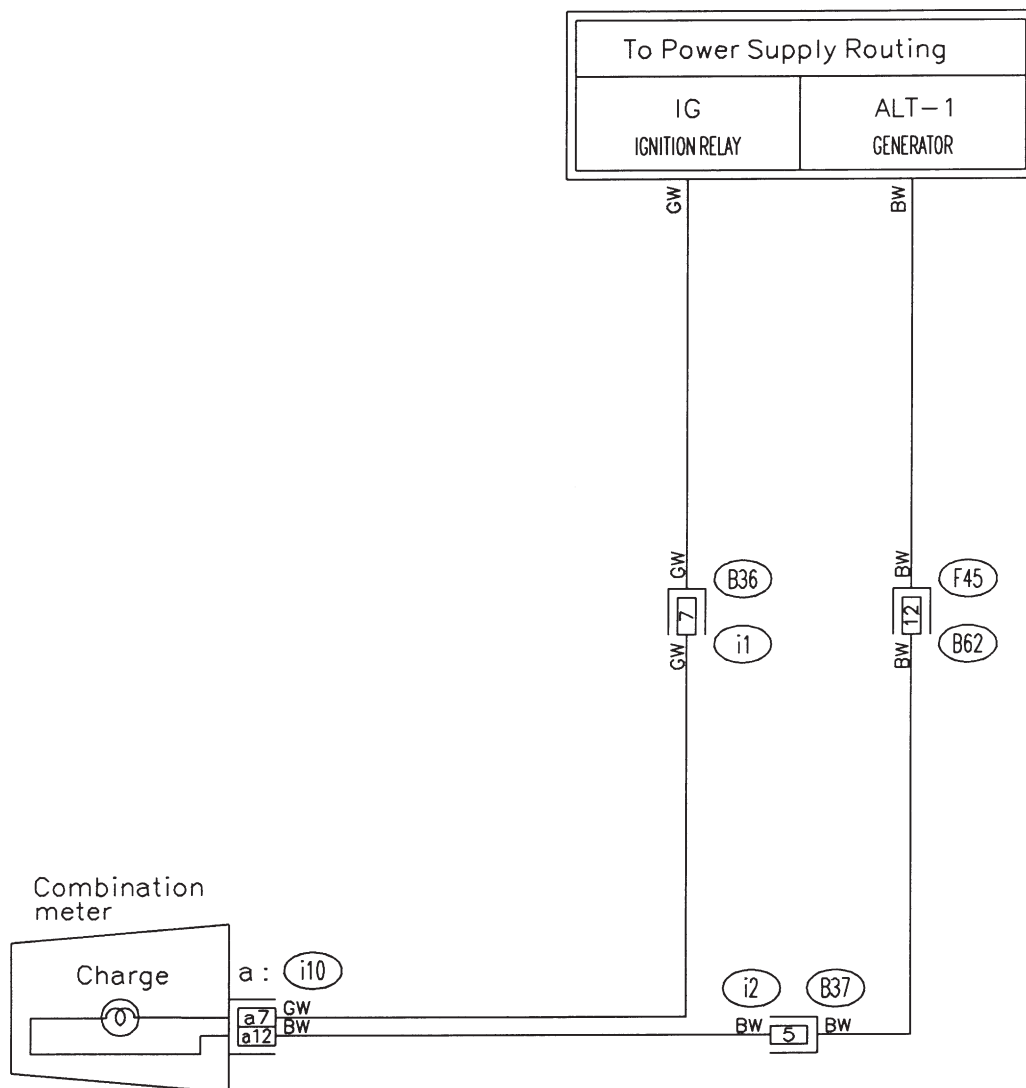 To Power Supply Routing
IG
IGNITION RELAY
ALT-1
GENERATOR
GW
BW
GW
B36
7
i1
GW
BW
F45
12
B62
BW
Combination
meter
Charge
a : i10
a7 GW
a12 BW
i2 B37
BW 5 BW